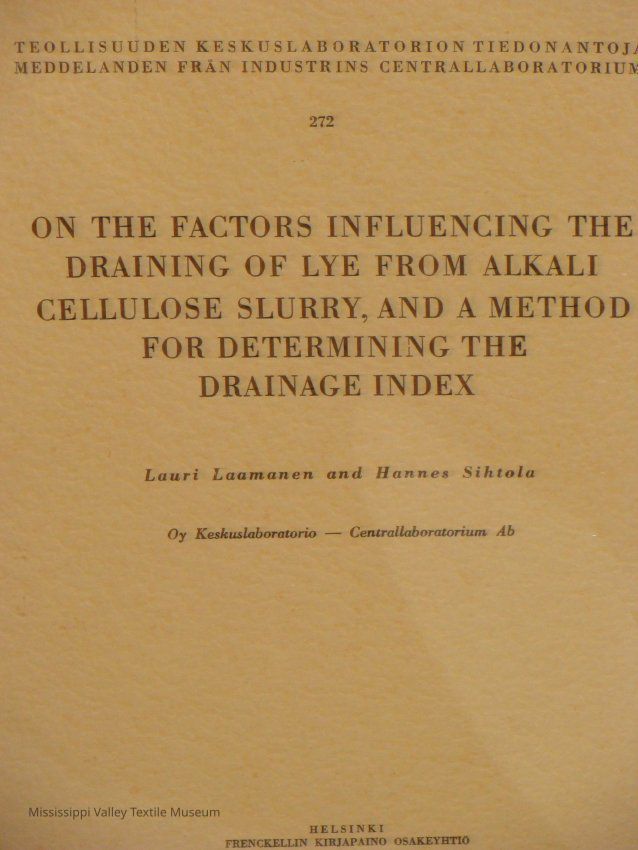 TEOLLISUUDEN KESKUSLABORATORION TIEDONANTOJA
MEDDELANDEN FRÅN INDUSTRINS CENTRALLABORATORIUM
272
ON THE FACTORS INFLUENCING THE
DRAINING OF LYE FROM ALKALI
CELLULOSE SLURRY, AND A METHOD
FOR DETERMINING THE
DRAINAGE INDEX
Lauri Laamanen and Hannes Sihtola
Oy Keskuslaboratorio — Centrallaboratorium Ab
Mississippi Valley Textile Museum
HELSINKI
FRENCKELLIN KIRJAPAINO OSAKEYHTIÖ